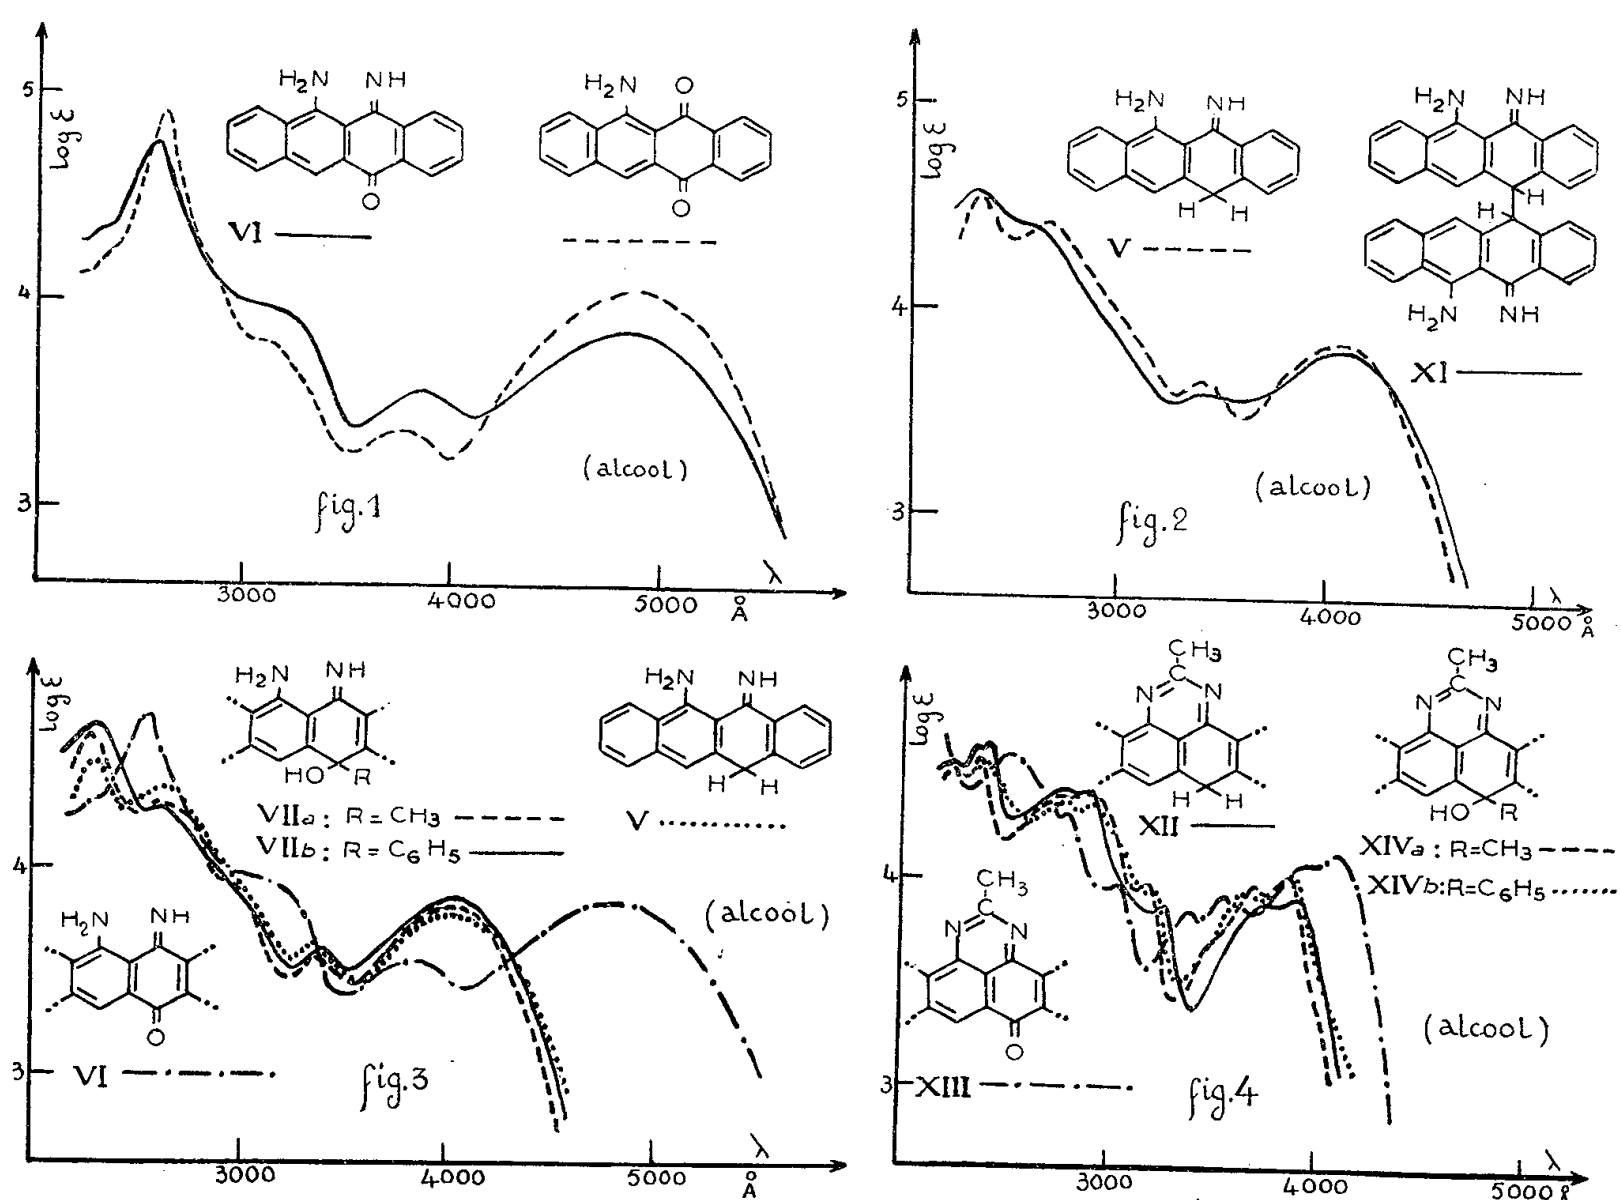 5
4
3
log ε
H₂N NH
O
VI
H₂N O
O
(alcool)
fig.1
3000 4000 5000 Å
λ
5
4
3
log ε
H₂N NH
H H
V
H₂N NH
H
H
H₂N NH
XI
(alcool)
fig.2
3000 4000 5000 Å
λ
4
3
log ε
H₂N NH
HO R
VIIa : R = CH₃
VIIb : R = C₆H₅
H₂N NH
H H
V
H₂N NH
O
VI
(alcool)
fig.3
3000 4000 5000 Å
λ
4
3
log ε
CH₃
C
N N
H H
XII
CH₃
C
N N
HO R
XIVa : R=CH₃
XIVb:R=C₆H₅
CH₃
C
N N
O
XIII
(alcool)
fig.4
3000 4000 5000 Å
λ